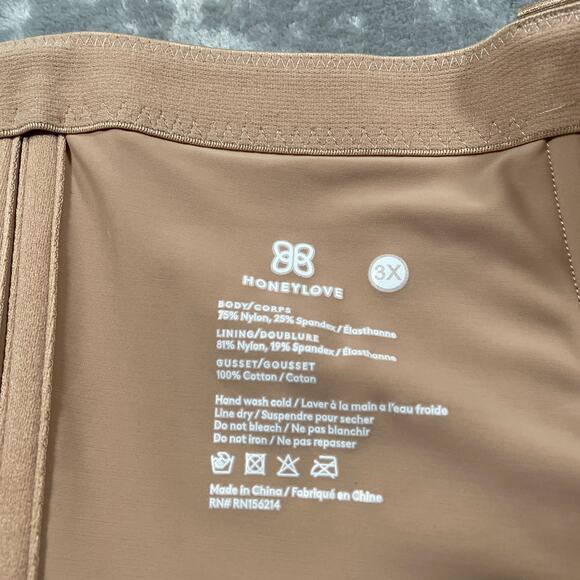 3X
HONEYLOVE
BODY/CORPS
75% Nylon, 25% Spandex / Élasthanne
LINING/DOUBLURE
81% Nylon, 19% Spandex / Élasthanne
GUSSET/GOUSSET
100% Cotton / Coton
Hand wash cold / Laver à la main a l'eau froide
Line dry / Suspendre pour secher
Do not bleach / Ne pas blanchir
Do not iron / Ne pas repasser
Made in China / Fabriqué en Chine
RN# RN156214